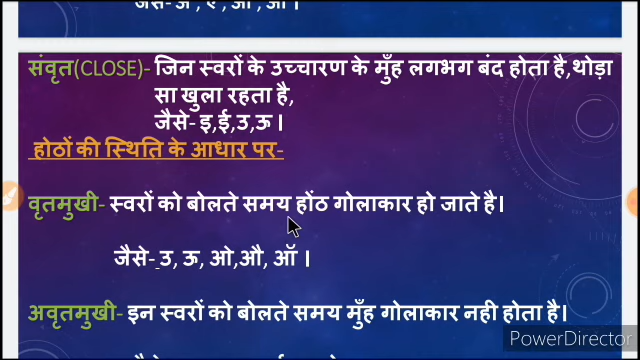 संवृत(CLOSE)- जिन स्वरों के उच्चारण के मुँह लगभग बंद होता है,थोड़ा
सा खुला रहता है,
जैसे- इ,ई,उ,ऊ ।
होठों की स्थिति के आधार पर-
वृतमुखी- स्वरों को बोलते समय होंठ गोलाकार हो जाते है।
जैसे- उ, ऊ, ओ,औ, ऑ ।
अवृतमुखी- इन स्वरों को बोलते समय मुँह गोलाकार नही होता है।
PowerDirector